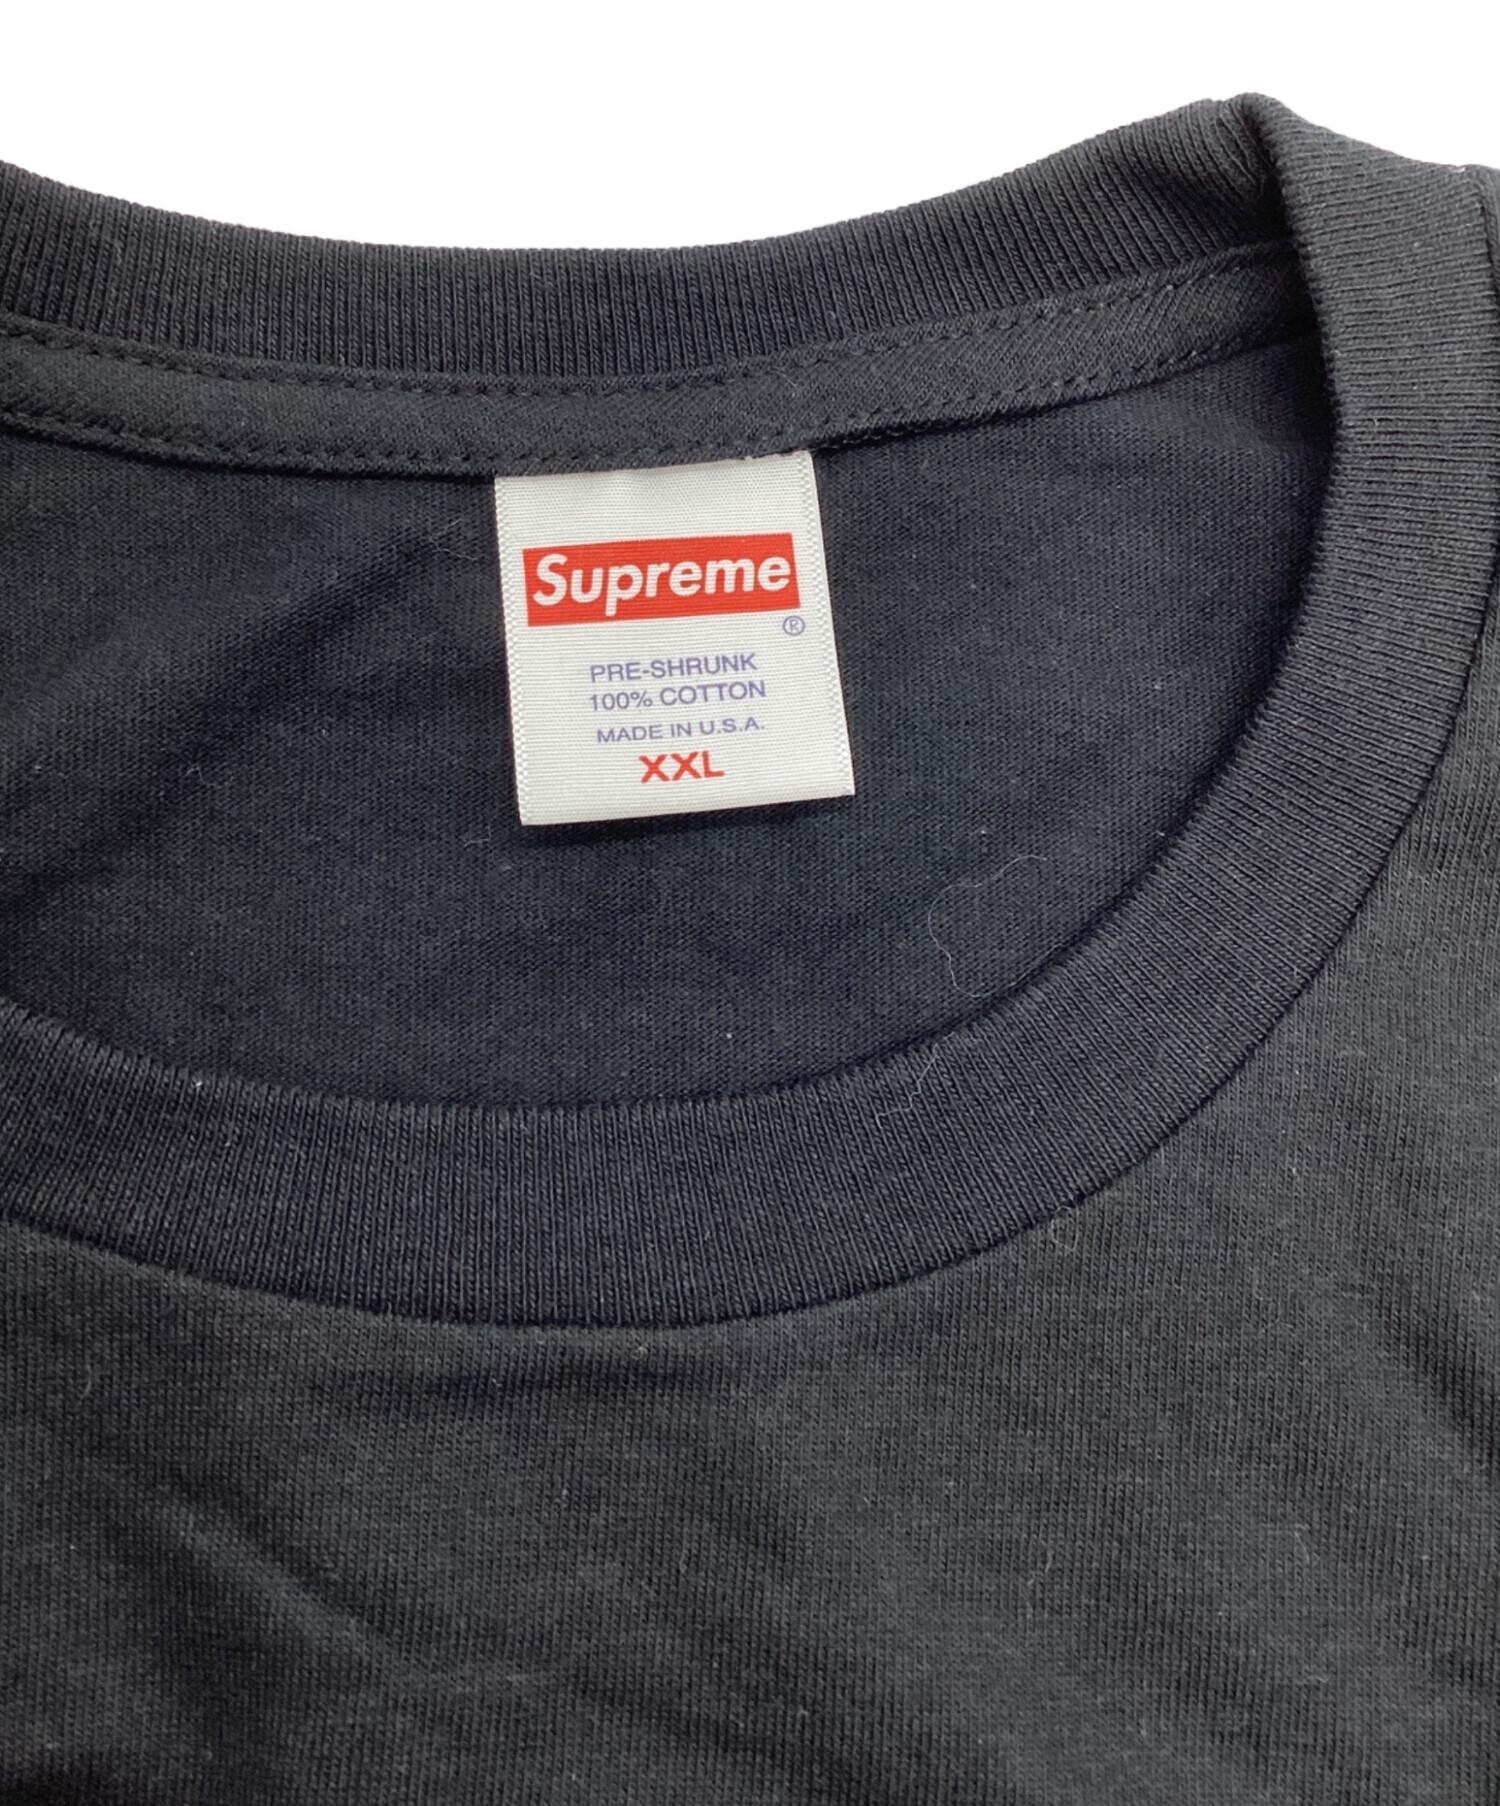 Supreme
®
PRE-SHRUNK
100% COTTON
MADE IN U.S.A.
XXL